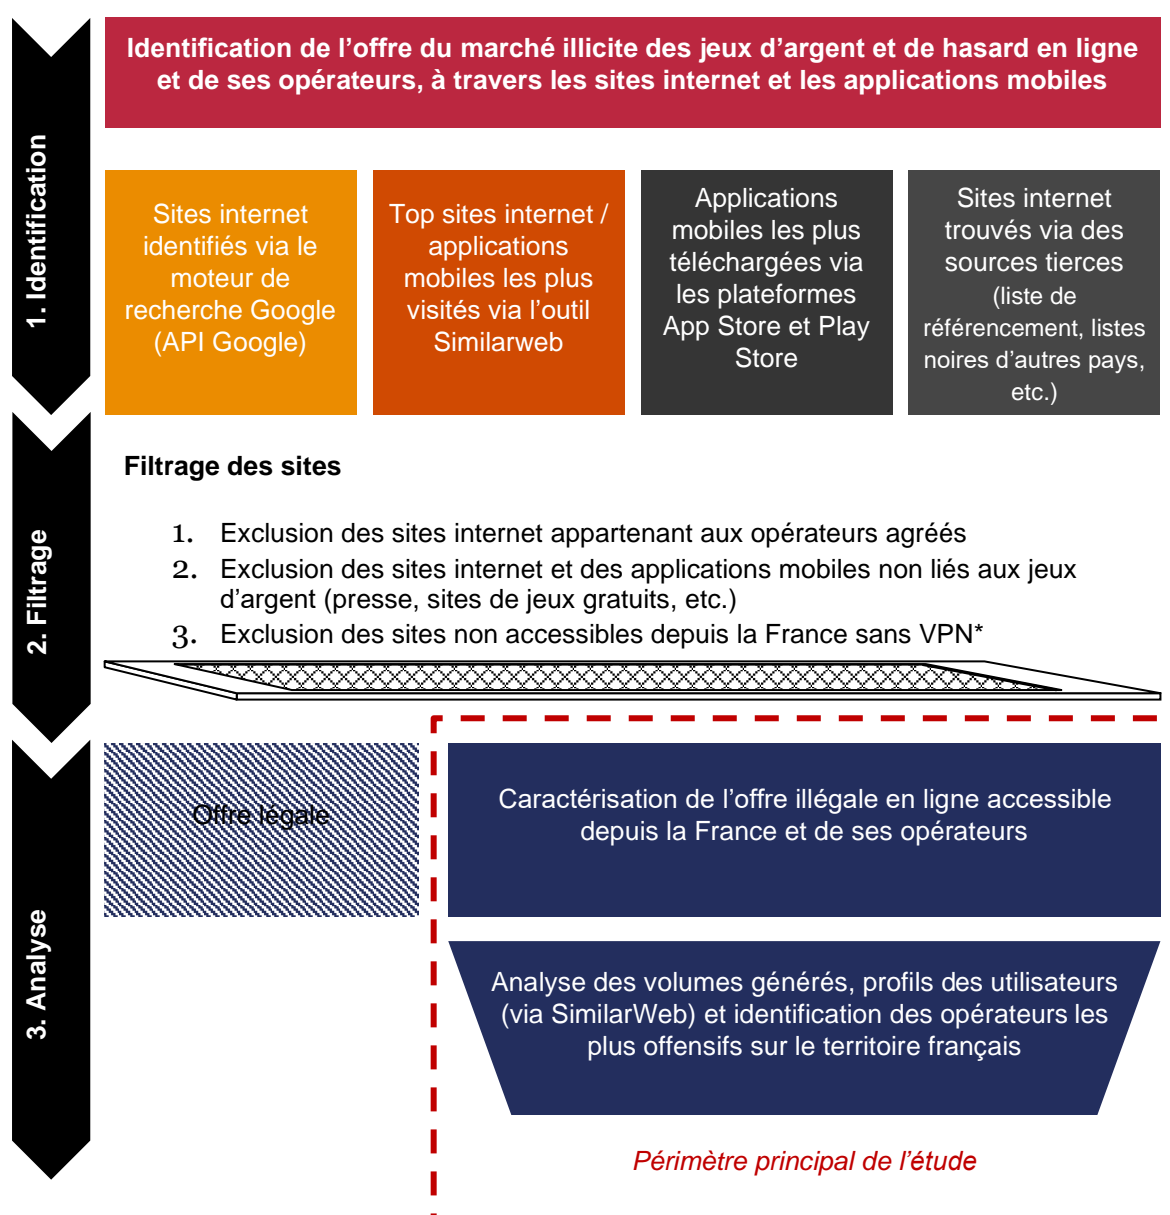 Identification de l’offre du marché illicite des jeux d’argent et de hasard en ligne
et de ses opérateurs, à travers les sites internet et les applications mobiles
1. Identification
Sites internet
identifiés via le
moteur de
recherche Google
(API Google)
Top sites internet /
applications
mobiles les plus
visités via l’outil
Similarweb
Applications
mobiles les plus
téléchargées via
les plateformes
App Store et Play
Store
Sites internet
trouvés via des
sources tierces
(liste de
référencement, listes
noires d’autres pays,
etc.)
2. Filtrage
Filtrage des sites
1. Exclusion des sites internet appartenant aux opérateurs agréés
2. Exclusion des sites internet et des applications mobiles non liés aux jeux
d’argent (presse, sites de jeux gratuits, etc.)
3. Exclusion des sites non accessibles depuis la France sans VPN*
3. Analyse
Offre légale
Caractérisation de l’offre illégale en ligne accessible
depuis la France et de ses opérateurs
Analyse des volumes générés, profils des utilisateurs
(via SimilarWeb) et identification des opérateurs les
plus offensifs sur le territoire français
Périmètre principal de l’étude